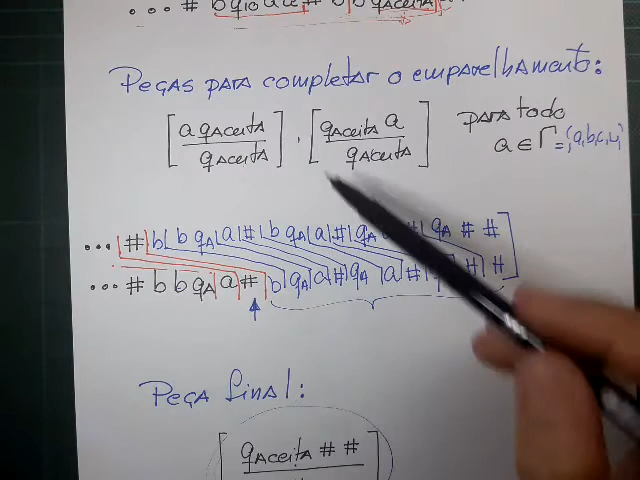 ... # b
Peças para completar o emparelhamento:
[a qaceita / qaceita] , [qaceita a / qaceita] para todo
a ∈ Γ = {a,b,c,⊔}
... |#|b| b qA|a|#|b qA|a|#|qA # | qA # #]
... # b b qA|a|#|b|qA|a|#|qA |a|#| #|#]
Peça final:
[qaceita # #]